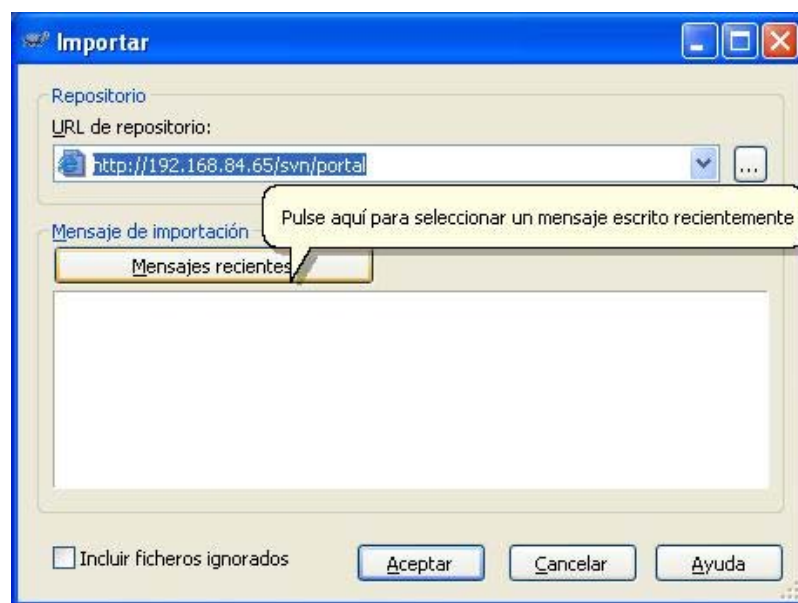 Importar
Repositorio
URL de repositorio:
http://192.168.84.65/svn/portal
...
Pulse aquí para seleccionar un mensaje escrito recientemente
Mensaje de importación
Mensajes recientes
Incluir ficheros ignorados
Aceptar
Cancelar
Ayuda